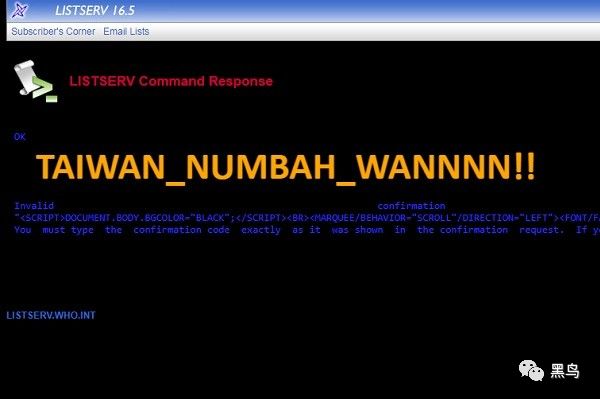 LISTSERV 16.5
Subscriber's Corner Email Lists
LISTSERV Command Response
OK
TAIWAN_NUMBAH_WANNNN!!
Invalid confirmation
"<SCRIPT>DOCUMENT.BODY.BGCOLOR="BLACK";</SCRIPT><BR><MARQUEE/BEHAVIOR="SCROLL"/DIRECTION="LEFT"><FONT/FA
You must type the confirmation code exactly as it was shown in the confirmation request. If yo
LISTSERV.WHO.INT
黑鸟